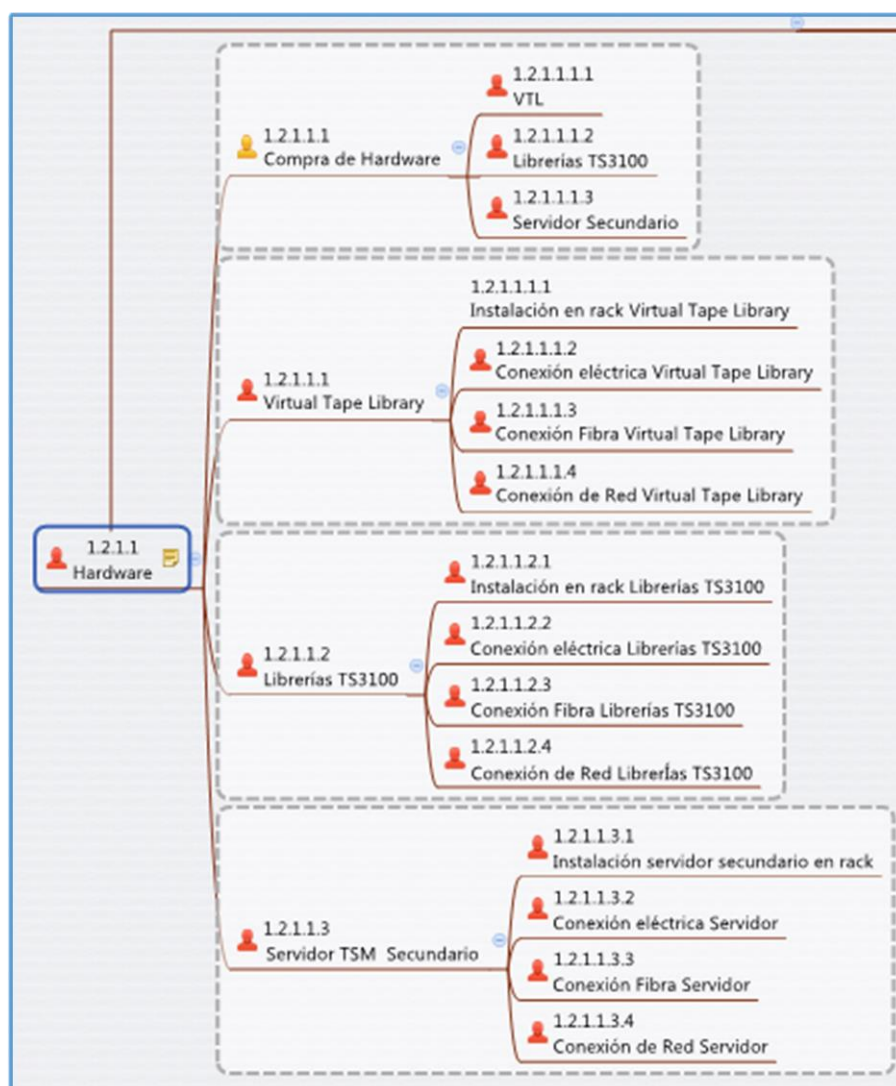 1.2.1.1.1.1
VTL
1.2.1.1.1
Compra de Hardware
1.2.1.1.1.2
Librerías TS3100
1.2.1.1.1.3
Servidor Secundario
1.2.1.1.1.1
Instalación en rack Virtual Tape Library
1.2.1.1.1
Virtual Tape Library
1.2.1.1.1.2
Conexión eléctrica Virtual Tape Library
1.2.1.1.1.3
Conexión Fibra Virtual Tape Library
1.2.1.1.1.4
Conexión de Red Virtual Tape Library
1.2.1.1
Hardware
1.2.1.1.2.1
Instalación en rack Librerías TS3100
1.2.1.1.2
Librerías TS3100
1.2.1.1.2.2
Conexión eléctrica Librerías TS3100
1.2.1.1.2.3
Conexión Fibra Librerías TS3100
1.2.1.1.2.4
Conexión de Red LibrerÍas TS3100
1.2.1.1.3.1
Instalación servidor secundario en rack
1.2.1.1.3
Servidor TSM  Secundario
1.2.1.1.3.2
Conexión eléctrica Servidor
1.2.1.1.3.3
Conexión Fibra Servidor
1.2.1.1.3.4
Conexión de Red Servidor